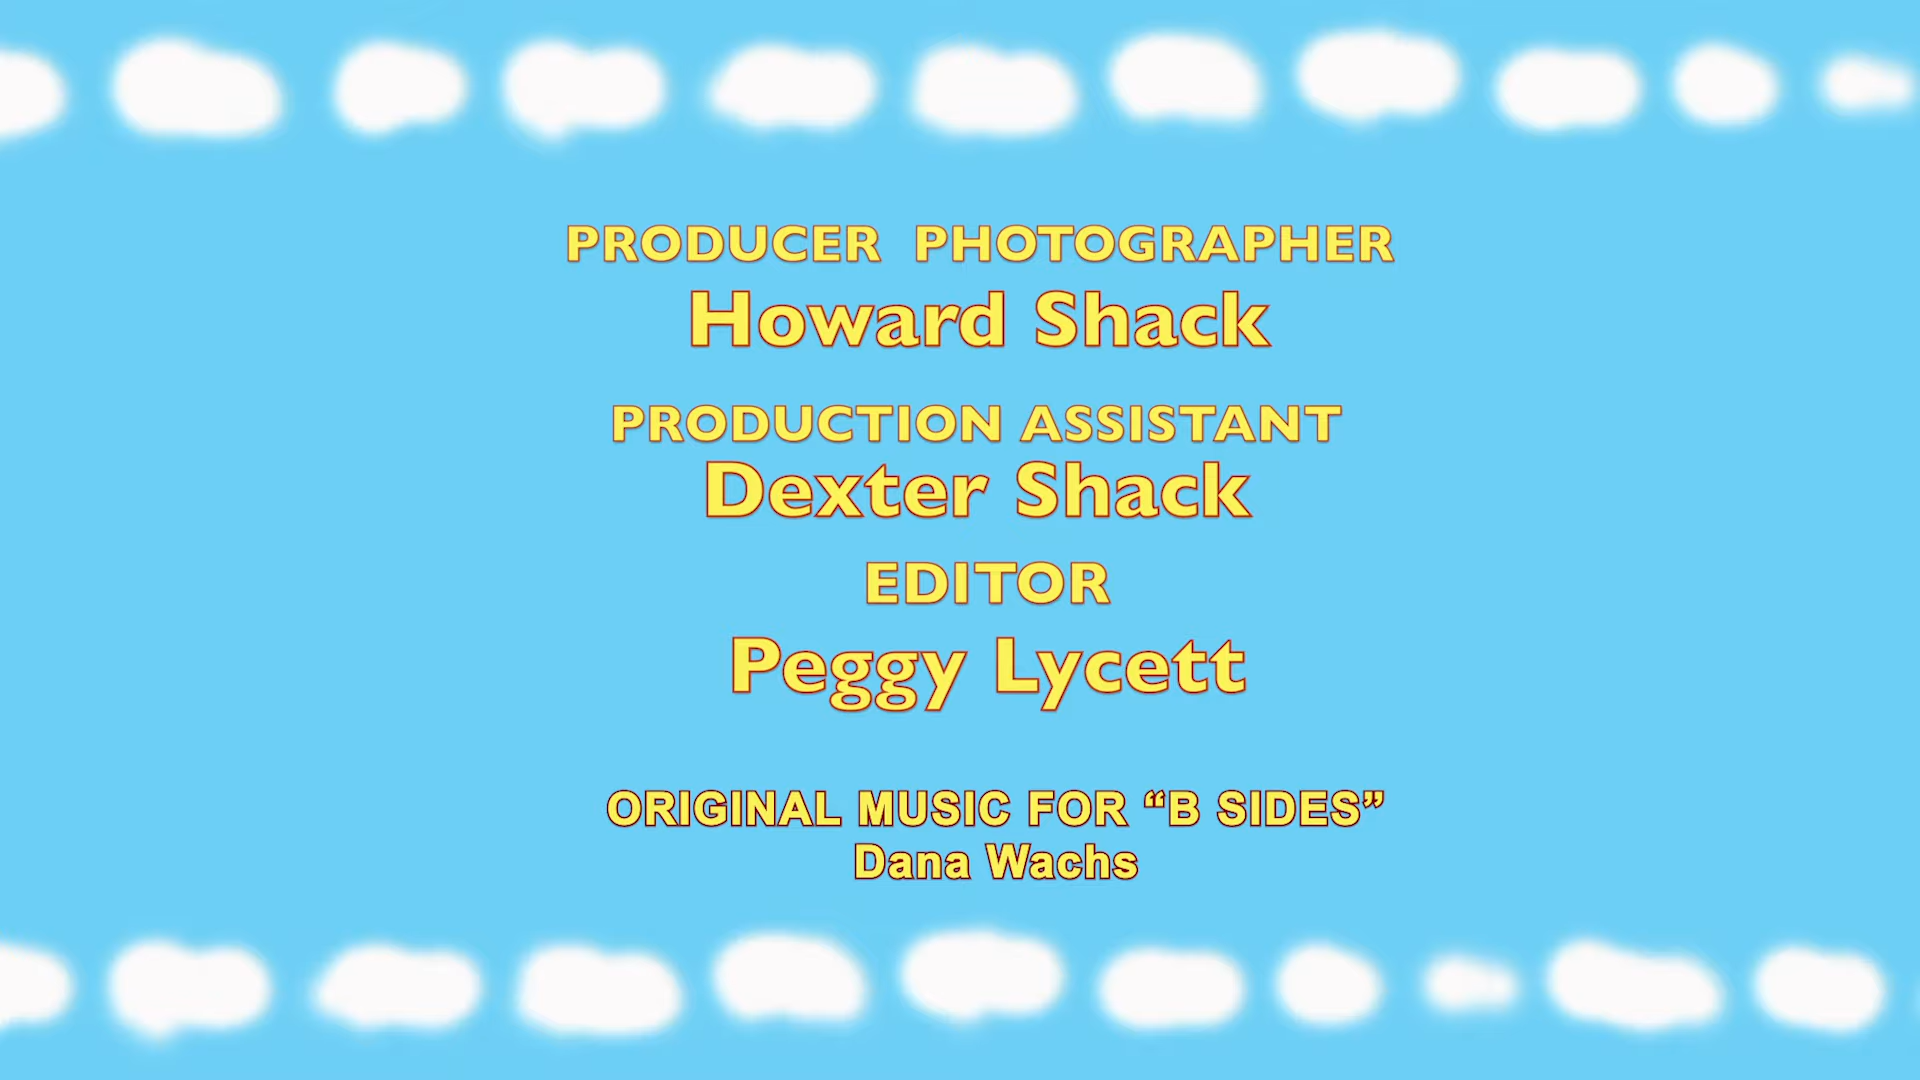 PRODUCER PHOTOGRAPHER
Howard Shack
PRODUCTION ASSISTANT
Dexter Shack
EDITOR
Peggy Lycett
ORIGINAL MUSIC FOR “B SIDES”
Dana Wachs